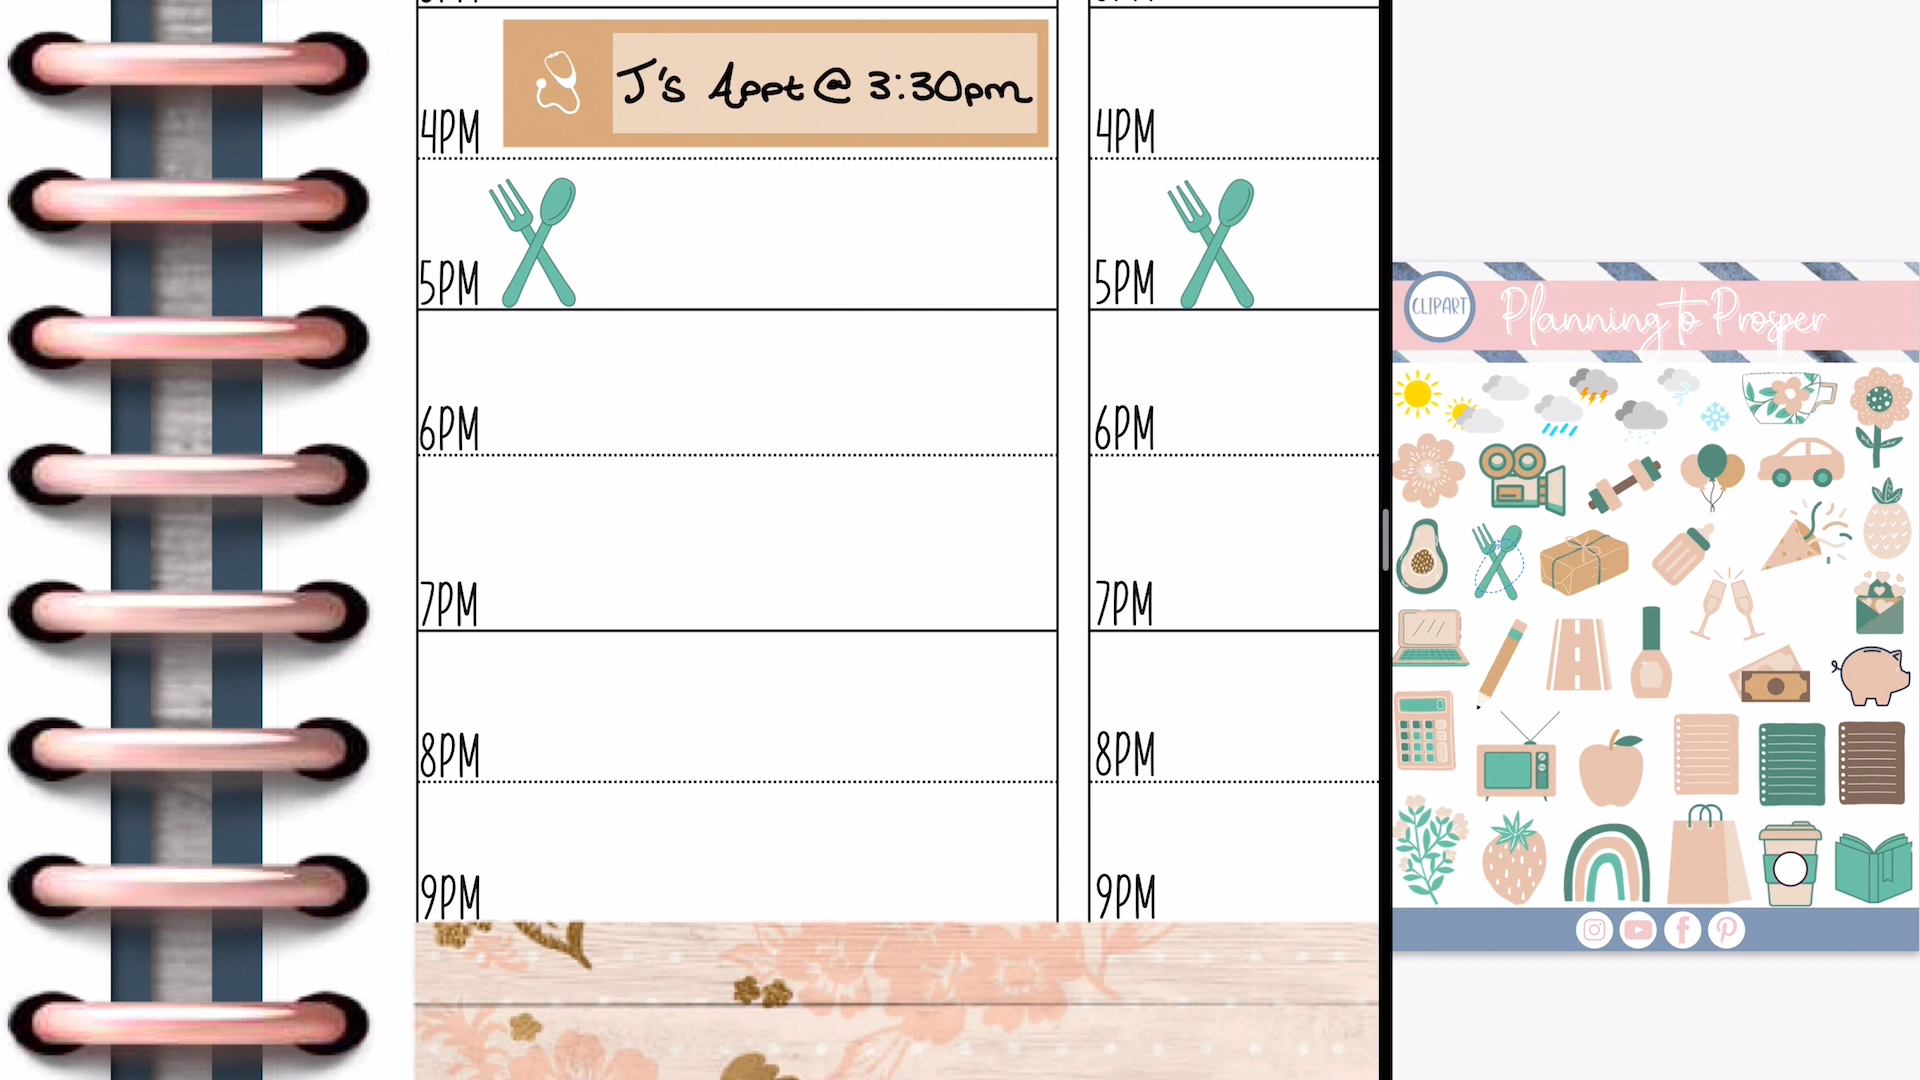 J's Appt @ 3:30pm
4PM
5PM
6PM
7PM
8PM
9PM
4PM
5PM
6PM
7PM
8PM
9PM
CLIPART
Planning to Prosper